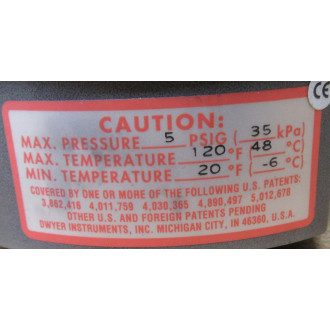 CE
CAUTION:
MAX. PRESSURE 5 PSIG (35 kPa)
MAX. TEMPERATURE 120 °F (48 °C)
MIN. TEMPERATURE 20 °F (-6 °C)
COVERED BY ONE OR MORE OF THE FOLLOWING U.S. PATENTS:
3,862,416 4,011,759 4,030,365 4,890,497 5,012,678
OTHER U.S. AND FOREIGN PATENTS PENDING
DWYER INSTRUMENTS, INC. MICHIGAN CITY, IN 46360, U.S.A.